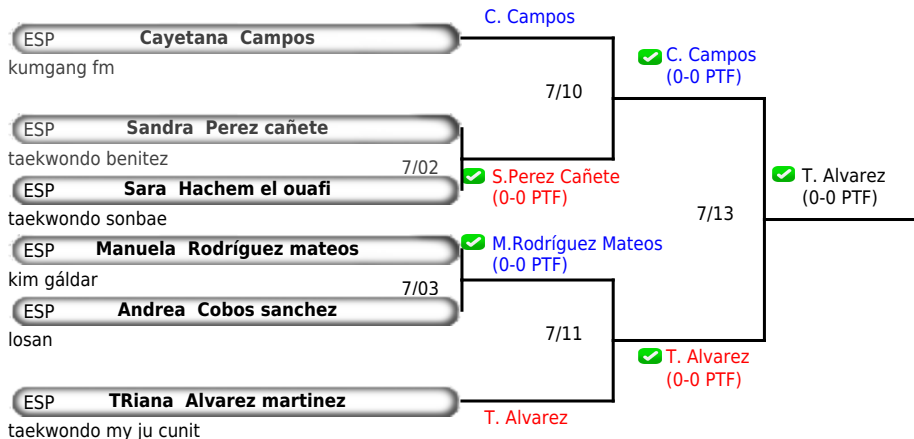 C. Campos
ESP Cayetana Campos
kumgang fm
C. Campos
(0-0 PTF)
7/10
ESP Sandra Perez cañete
taekwondo benitez
7/02
S.Perez Cañete
(0-0 PTF)
T. Alvarez
(0-0 PTF)
ESP Sara Hachem el ouafi
taekwondo sonbae
7/13
ESP Manuela Rodríguez mateos
M.Rodríguez Mateos
(0-0 PTF)
kim gáldar
7/03
ESP Andrea Cobos sanchez
losan
7/11
T. Alvarez
(0-0 PTF)
ESP TRiana Alvarez martinez
T. Alvarez
taekwondo my ju cunit